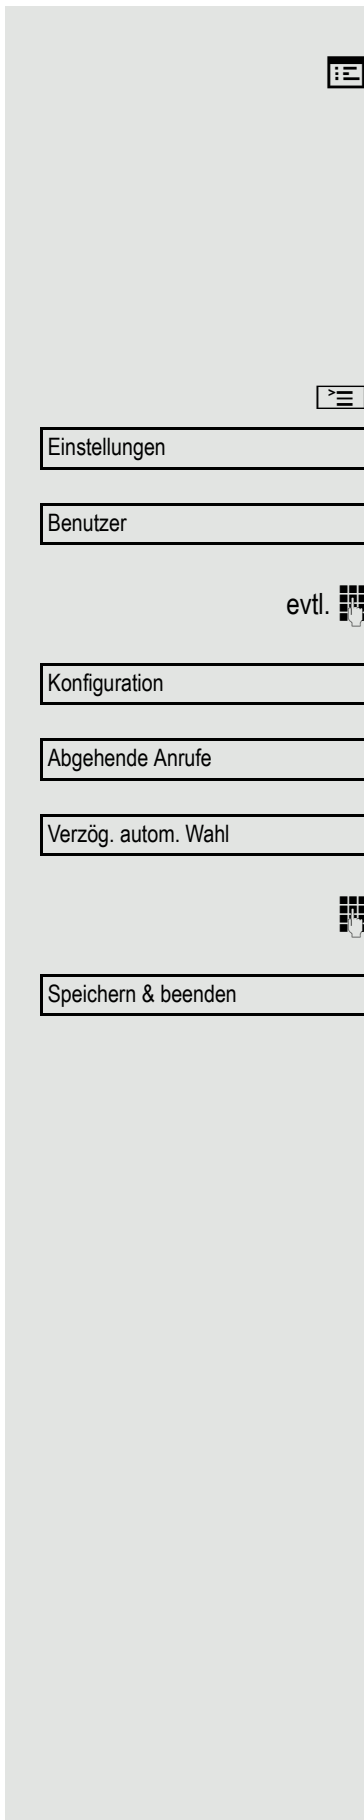 Einstellungen
Benutzer
evtl.
Konfiguration
Abgehende Anrufe
Verzög. autom. Wahl
Speichern & beenden